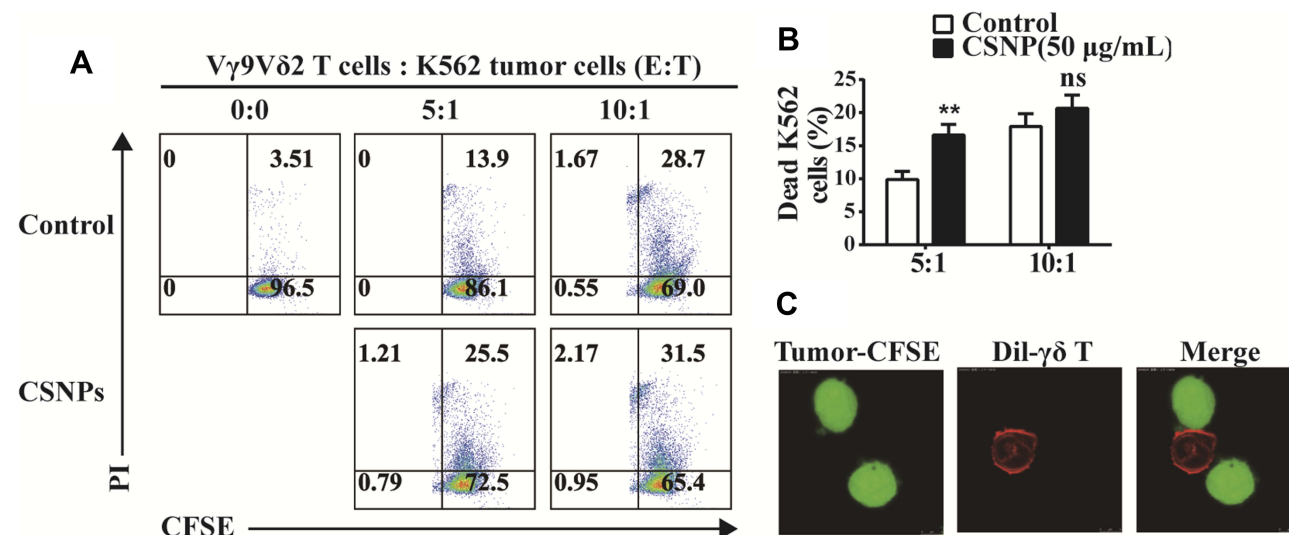 A
Vγ9Vδ2 T cells : K562 tumor cells (E:T)
0:0 5:1 10:1
Control
0 3.51
0 96.5
0 13.9
0 86.1
1.67 28.7
0.55 69.0
CSNPs
1.21 25.5
0.79 72.5
2.17 31.5
0.95 65.4
PI
CFSE
B
Control
CSNP(50 μg/mL)
Dead K562
cells (%)
25
20
15
10
5
0
**
ns
5:1 10:1
C
Tumor-CFSE Dil-γδ T Merge